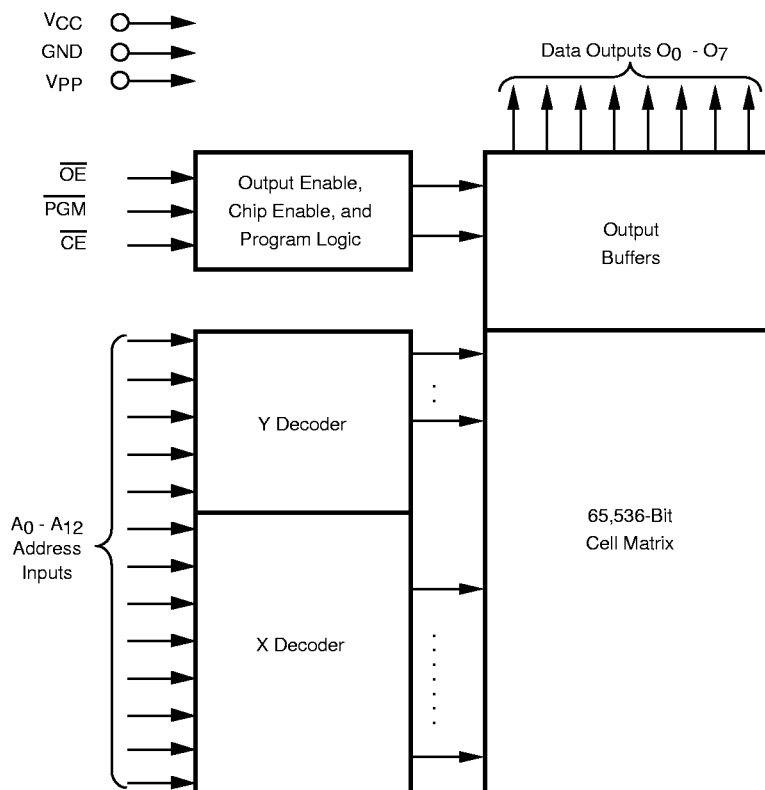 VCC
GND
VPP
Data Outputs O0 - O7
OE
PGM
CE
Output Enable,
Chip Enable, and
Program Logic
Output
Buffers
Y Decoder
A0 - A12
Address
Inputs
65,536-Bit
Cell Matrix
X Decoder